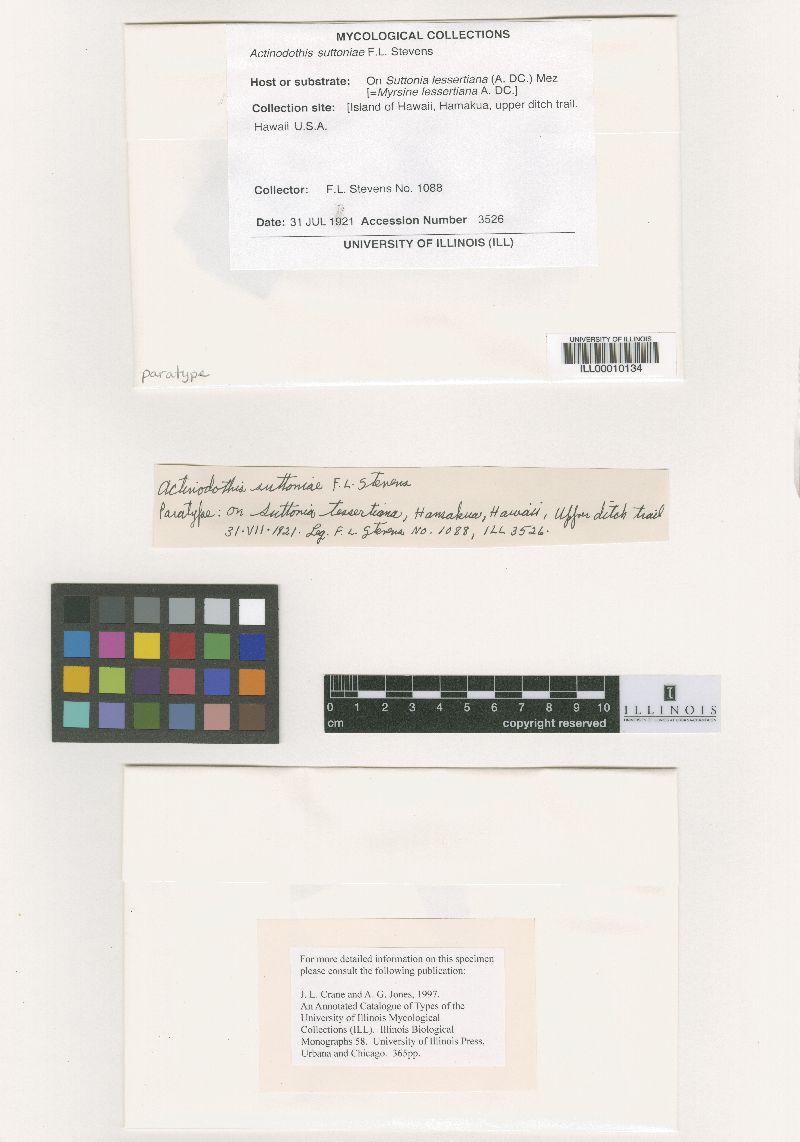 MYCOLOGICAL COLLECTIONS
Actinodothis suttoniae F.L. Stevens
Host or substrate: On Suttonia lessertiana (A. DC.) Mez
[=Myrsine lessertiana A. DC.]
Collection site: [Island of Hawaii, Hamakua, upper ditch trail.
Hawaii U.S.A.
Collector: F.L. Stevens No. 1088
Date: 31 JUL 1921 Accession Number 3526
UNIVERSITY OF ILLINOIS (ILL)
UNIVERSITY OF ILLINOIS
ILL00010134
paratype
Actinodothis suttoniae F.L. Stevens
Paratype: on Suttonia lessertiana, Hamakua, Hawaii, Upper ditch trail
31·VII·1921. Leg. F. L. Stevens No. 1088, ILL 3526.
0 1 2 3 4 5 6 7 8 9 10
cm copyright reserved
I
ILLINOIS
For more detailed information on this specimen
please consult the following publication:
J. L. Crane and A. G. Jones, 1997.
An Annotated Catalogue of Types of the
University of Illinois Mycological
Collections (ILL). Illinois Biological
Monographs 58. University of Illinois Press,
Urbana and Chicago. 365pp.